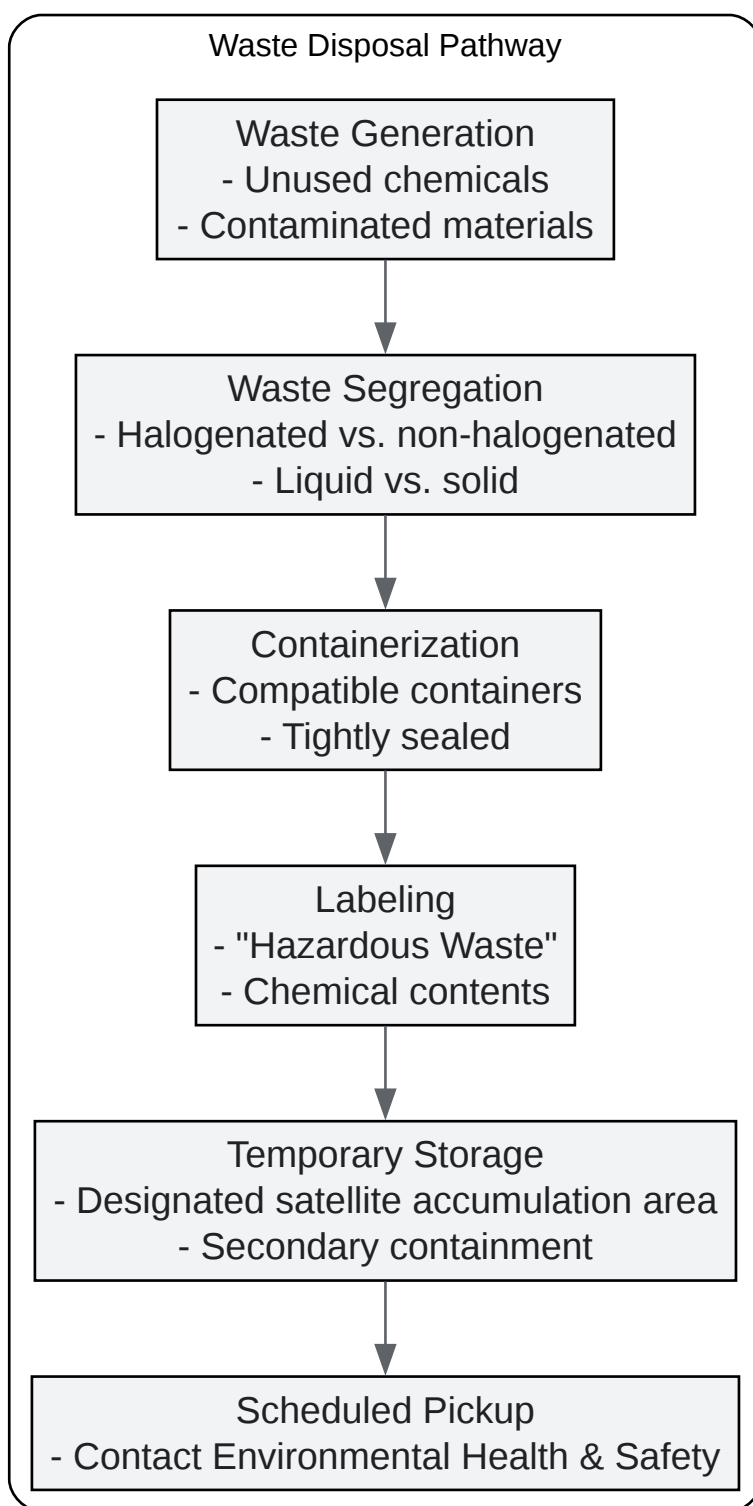 Waste Disposal Pathway
Waste Generation
- Unused chemicals
- Contaminated materials
Waste Segregation
- Halogenated vs. non-halogenated
- Liquid vs. solid
Containerization
- Compatible containers
- Tightly sealed
Labeling
- "Hazardous Waste"
- Chemical contents
Temporary Storage
- Designated satellite accumulation area
- Secondary containment
Scheduled Pickup
- Contact Environmental Health & Safety